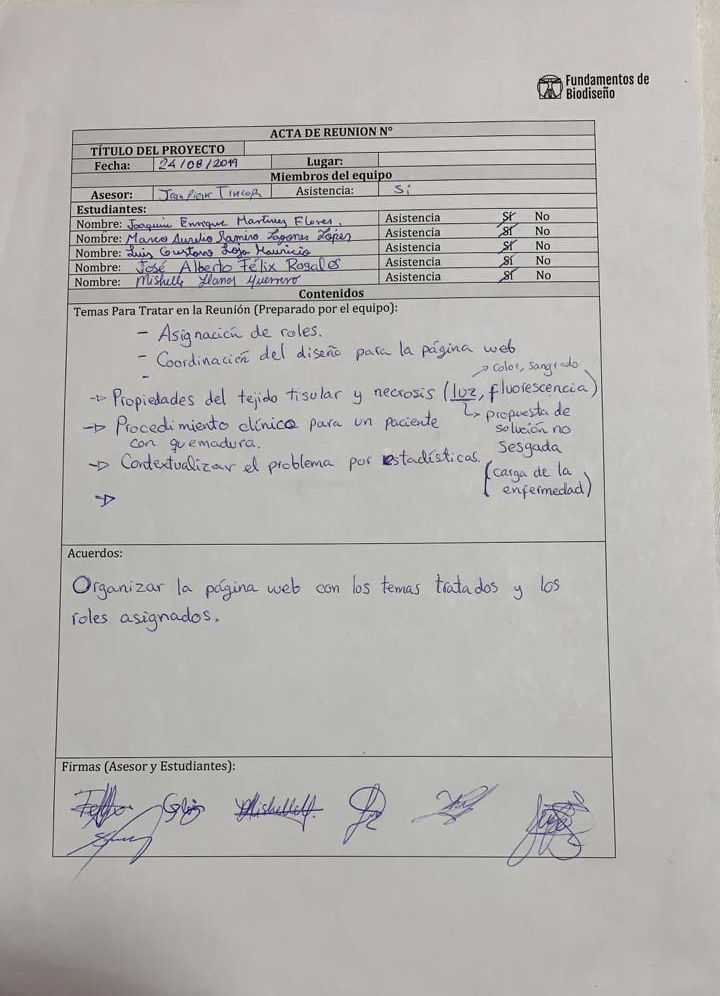 Fundamentos de
Biodiseño
ACTA DE REUNION N°
TÍTULO DEL PROYECTO
Fecha: 24/08/2019 Lugar:
Miembros del equipo
Asesor: Jean Pierre Tincopa Asistencia: Sí
Estudiantes:
Nombre: Joaquin Enrique Martinez Flores. Asistencia Sí No
Nombre: Marco Aurelio Ramiro Lagones López Asistencia Sí No
Nombre: Luis Gustavo Loja Mauricio Asistencia Sí No
Nombre: José Alberto Félix Rosales Asistencia Sí No
Nombre: Mishelle Llanos Guerrero Asistencia Sí No
Contenidos
Temas Para Tratar en la Reunión (Preparado por el equipo):
- Asignación de roles.
- Coordinación del diseño para la página web
-
→ color, sangrado
→ Propiedades del tejido tisular y necrosis (luz, fluorescencia)
→ Procedimiento clínico para un paciente ↳ propuesta de
con quemadura. solución no
sesgada
→ Contextualizar el problema por estadísticas. (carga de la
enfermedad)
→
Acuerdos:
Organizar la página web con los temas tratados y los
roles asignados.
Firmas (Asesor y Estudiantes):